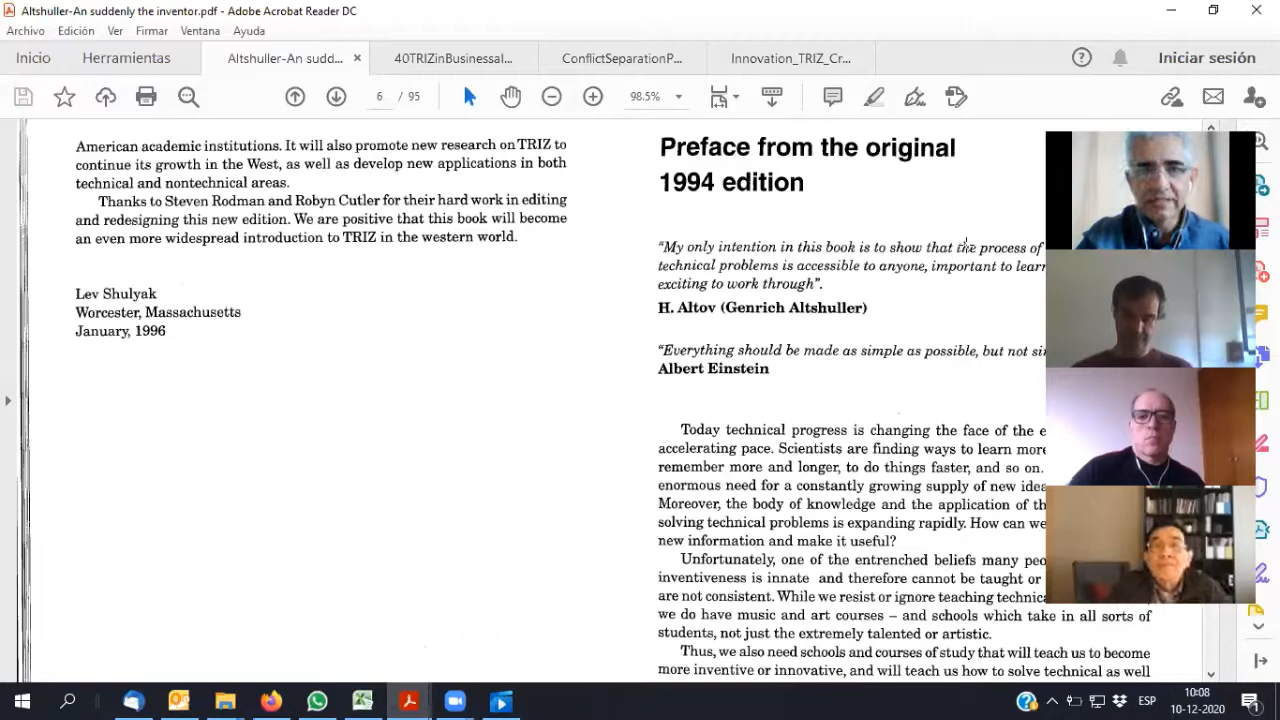 Altshuller-An suddenly the inventor.pdf - Adobe Acrobat Reader DC
Archivo Edición Ver Firmar Ventana Ayuda
Inicio Herramientas Altshuller-An sudd... × 40TRIZinBusinessal... ConflictSeparationP... Innovation_TRIZ_Cr... Iniciar sesión
6 / 95 98.5%
American academic institutions. It will also promote new research on TRIZ to
continue its growth in the West, as well as develop new applications in both
technical and nontechnical areas.
Thanks to Steven Rodman and Robyn Cutler for their hard work in editing
and redesigning this new edition. We are positive that this book will become
an even more widespread introduction to TRIZ in the western world.
Lev Shulyak
Worcester, Massachusetts
January, 1996
Preface from the original
1994 edition
“My only intention in this book is to show that the process of
technical problems is accessible to anyone, important to learn
exciting to work through”.
H. Altov (Genrich Altshuller)
“Everything should be made as simple as possible, but not
Albert Einstein
Today technical progress is changing the face of the
accelerating pace. Scientists are finding ways to learn more
remember more and longer, to do things faster, and so on.
enormous need for a constantly growing supply of new
Moreover, the body of knowledge and the application of
solving technical problems is expanding rapidly. How can we
new information and make it useful?
Unfortunately, one of the entrenched beliefs many
inventiveness is innate and therefore cannot be taught or
are not consistent. While we resist or ignore teaching
we do have music and art courses – and schools which take in all sorts of
students, not just the extremely talented or artistic.
Thus, we also need schools and courses of study that will teach us to become
more inventive or innovative, and will teach us how to solve technical as well
ESP
10:08
10-12-2020